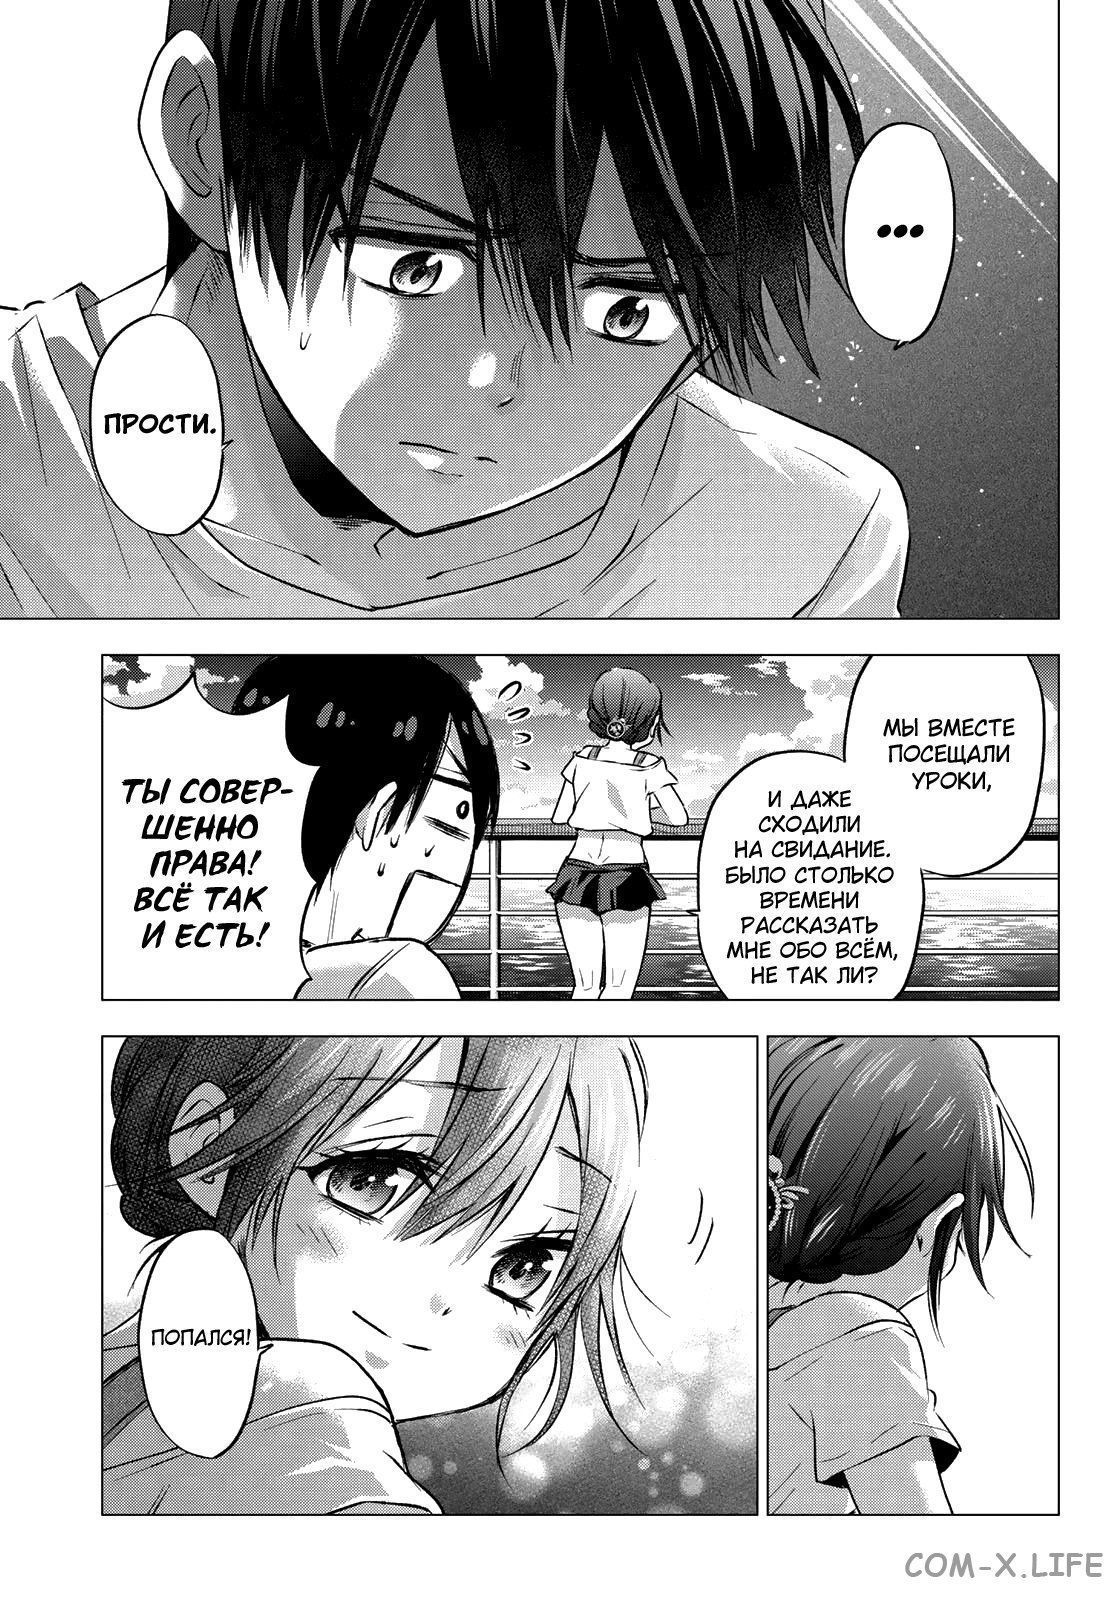 ...
ПРОСТИ.
МЫ ВМЕСТЕ
ПОСЕЩАЛИ
УРОКИ,
И ДАЖЕ
СХОДИЛИ
НА СВИДАНИЕ.
БЫЛО СТОЛЬКО
ВРЕМЕНИ
РАССКАЗАТЬ
МНЕ ОБО ВСЁМ,
НЕ ТАК ЛИ?
ТЫ СОВЕР-
ШЕННО
ПРАВА!
ВСЁ ТАК
И ЕСТЬ!
ПОПАЛСЯ!
COM-X.LIFE